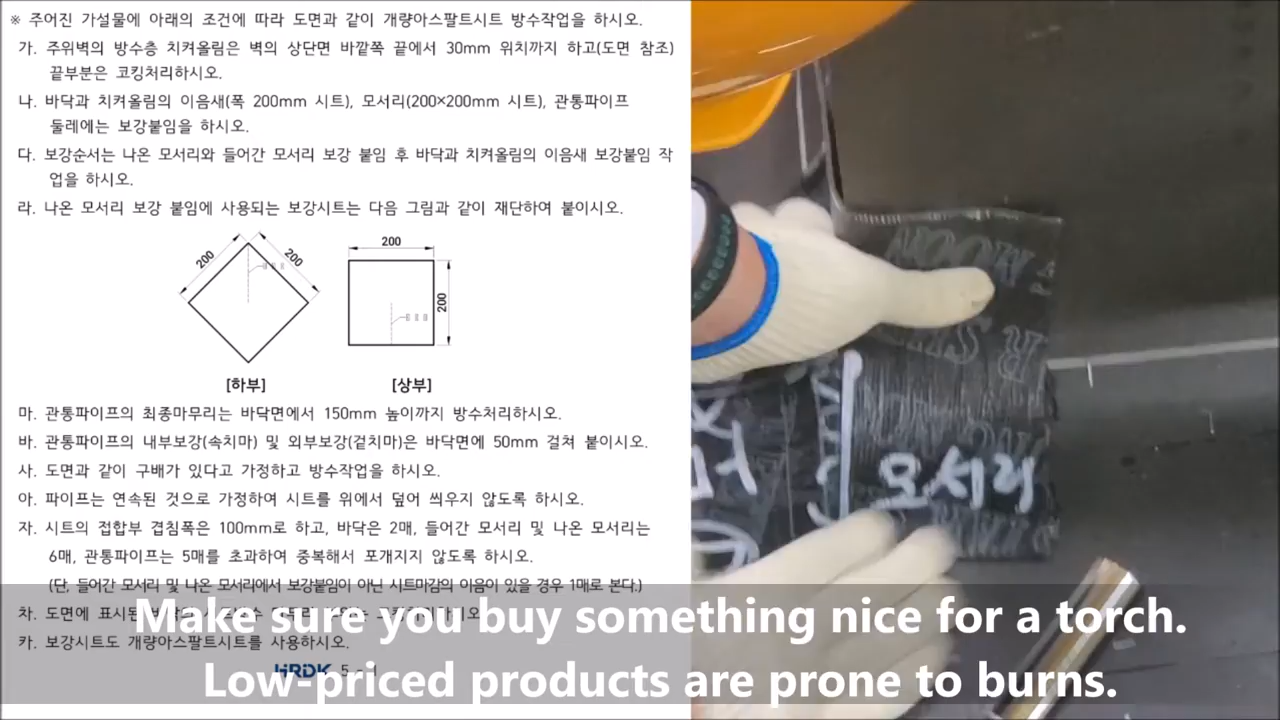 ※ 주어진 가설물에 아래의 조건에 따라 도면과 같이 개량아스팔트시트 방수작업을 하시오.
가. 주위벽의 방수층 치켜올림은 벽의 상단면 바깥쪽 끝에서 30mm 위치까지 하고(도면 참조)
끝부분은 코킹처리하시오.
나. 바닥과 치켜올림의 이음새(폭 200mm 시트), 모서리(200×200mm 시트), 관통파이프
둘레에는 보강붙임을 하시오.
다. 보강순서는 나온 모서리와 들어간 모서리 보강 붙임 후 바닥과 치켜올림의 이음새 보강붙임 작
업을 하시오.
라. 나온 모서리 보강 붙임에 사용되는 보강시트는 다음 그림과 같이 재단하여 붙이시오.
200 200 200 200
[하부] [상부]
마. 관통파이프의 최종마무리는 바닥면에서 150mm 높이까지 방수처리하시오.
바. 관통파이프의 내부보강(속치마) 및 외부보강(겉치마)은 바닥면에 50mm 걸쳐 붙이시오.
사. 도면과 같이 구배가 있다고 가정하고 방수작업을 하시오.
아. 파이프는 연속된 것으로 가정하여 시트를 위에서 덮어 씌우지 않도록 하시오.
자. 시트의 접합부 겹침폭은 100mm로 하고, 바닥은 2매, 들어간 모서리 및 나온 모서리는
6매, 관통파이프는 5매를 초과하여 중복해서 포개지지 않도록 하시오.
(단, 들어간 모서리 및 나온 모서리에서 보강붙임이 아닌 시트마감의 이음이 있을 경우 1매로 본다.)
차. 도면에 표시된
카. 보강시트도 개량아스팔트시트를 사용하시오.
HRDK 5 - 1
모서리
Make sure you buy something nice for a torch.
Low-priced products are prone to burns.